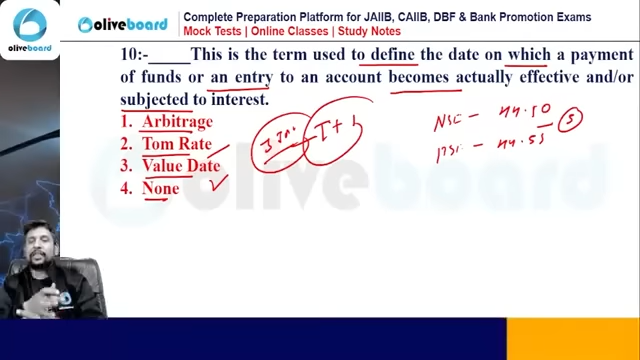 oliveboard
oliveboard
Complete Preparation Platform for JAIIB, CAIIB, DBF & Bank Promotion Exams
Mock Tests | Online Classes | Study Notes
10:-_____This is the term used to define the date on which a payment
of funds or an entry to an account becomes actually effective and/or
subjected to interest.
1. Arbitrage
2. Tom Rate
3. Value Date
4. None
T+1
NSE - 44.50
BSE - 44.55
5
oliveboard